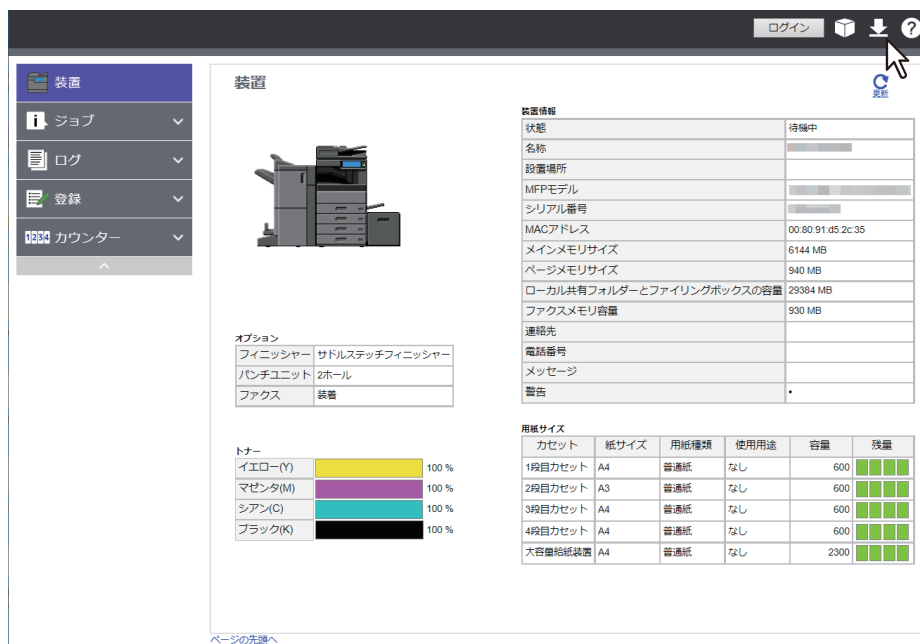 ログイン
?
装置
ジョブ
ログ
登録
1234 カウンター
装置
更新
装置情報
状態 待機中
名称
設置場所
MFPモデル
シリアル番号
MACアドレス 00:80:91:d5:2c:35
メインメモリサイズ 6144 MB
ページメモリサイズ 940 MB
ローカル共有フォルダーとファイリングボックスの容量 29384 MB
ファクスメモリ容量 930 MB
連絡先
電話番号
メッセージ
警告 •
オプション
フィニッシャー サドルステッチフィニッシャー
パンチユニット 2ホール
ファクス 装着
トナー
イエロー(Y) 100 %
マゼンタ(M) 100 %
シアン(C) 100 %
ブラック(K) 100 %
用紙サイズ
カセット 紙サイズ 用紙種類 使用用途 容量 残量
1段目カセット A4 普通紙 なし 600
2段目カセット A3 普通紙 なし 600
3段目カセット A4 普通紙 なし 600
4段目カセット A4 普通紙 なし 600
大容量給紙装置 A4 普通紙 なし 2300
ページの先頭へ